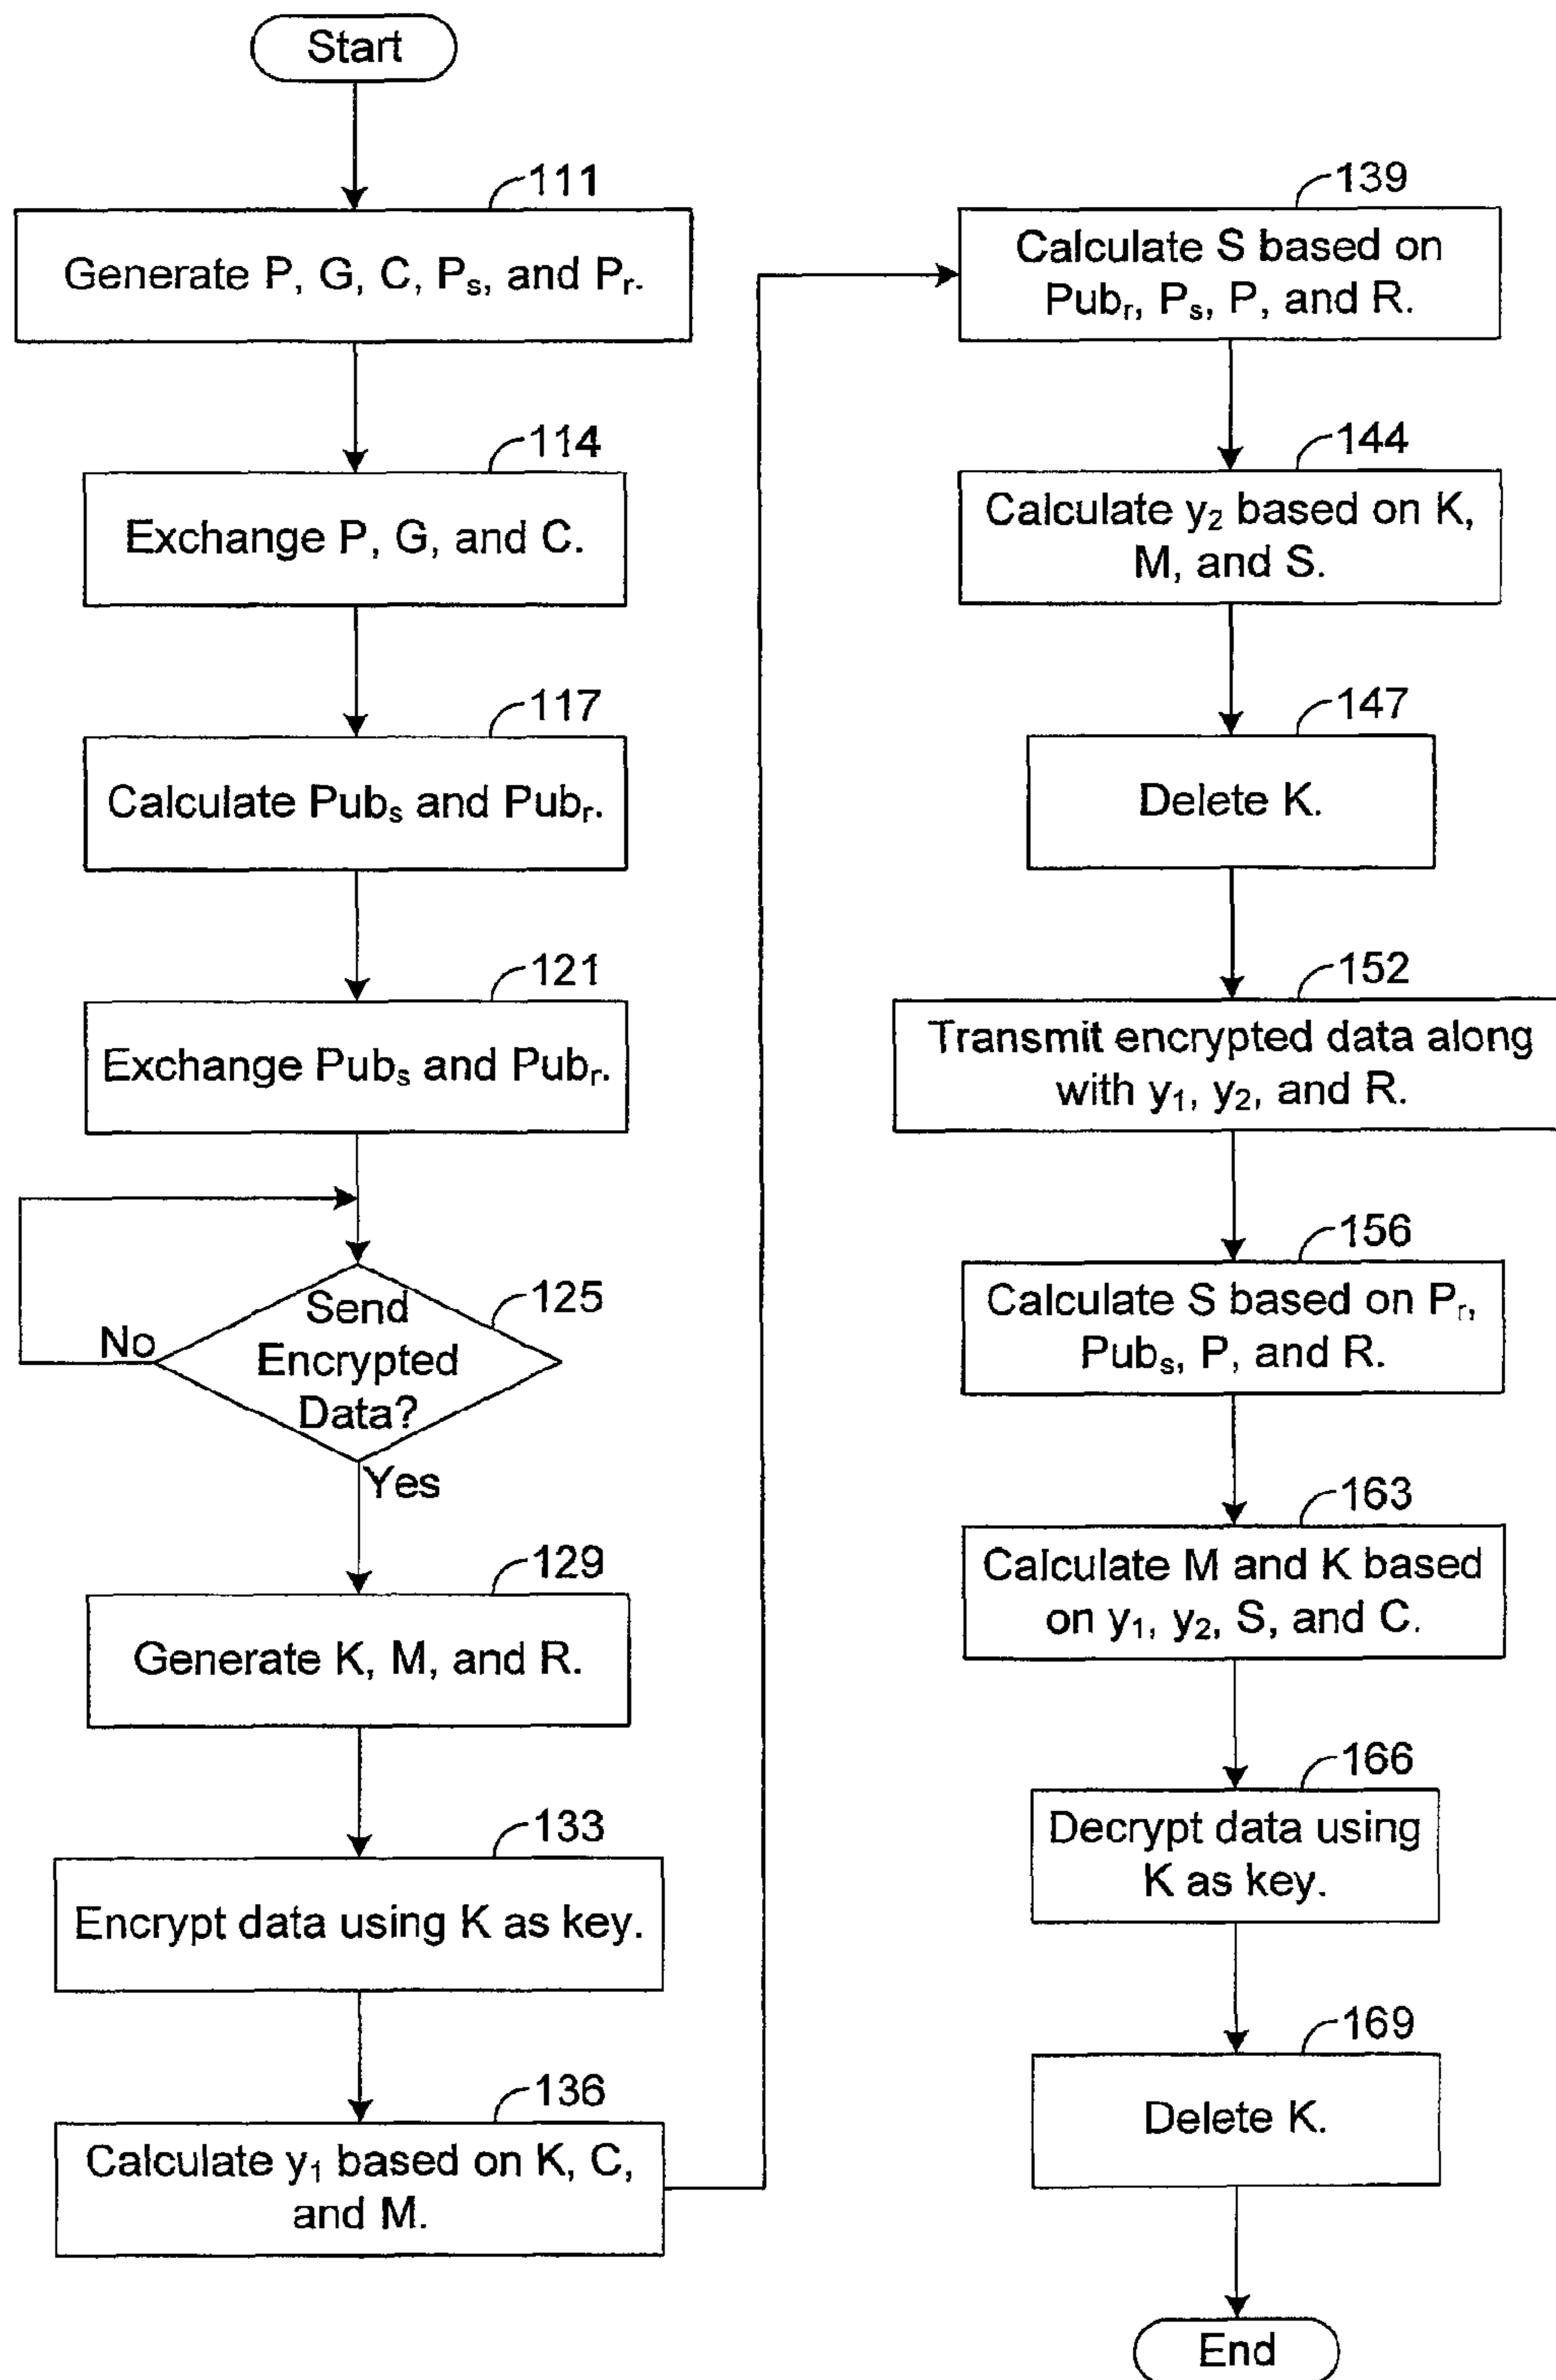 Start
111
Generate P, G, C, Pₛ, and Pᵣ.
114
Exchange P, G, and C.
117
Calculate Pubₛ and Pubᵣ.
121
Exchange Pubₛ and Pubᵣ.
125
Send
Encrypted
Data?
No
Yes
129
Generate K, M, and R.
133
Encrypt data using K as key.
136
Calculate y₁ based on K, C,
and M.
139
Calculate S based on
Pubᵣ, Pₛ, P, and R.
144
Calculate y₂ based on K,
M, and S.
147
Delete K.
152
Transmit encrypted data along
with y₁, y₂, and R.
156
Calculate S based on Pᵣ,
Pubₛ, P, and R.
163
Calculate M and K based
on y₁, y₂, S, and C.
166
Decrypt data using
K as key.
169
Delete K.
End